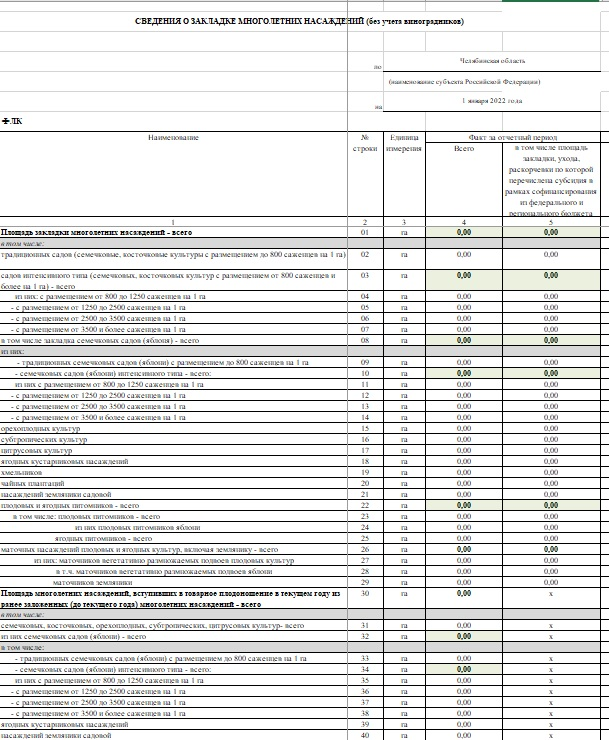 СВЕДЕНИЯ О ЗАКЛАДКЕ МНОГОЛЕТНИХ НАСАЖДЕНИЙ (без учета виноградников)
по Челябинская область
(наименование субъекта Российской Федерации)
на 1 января 2022 года
ФЛК
Наименование № строки Единица измерения Факт за отчетный период
Всего в том числе площадь закладки, ухода, раскорчевки по которой перечислена субсидия в рамках софинансирования из федерального и регионального бюджета
1 2 3 4 5
Площадь закладки многолетних насаждений - всего 01 га 0,00 0,00
в том числе:
традиционных садов (семечковые, косточковые культуры с размещением до 800 саженцев на 1 га) 02 га 0,00 0,00
садов интенсивного типа (семечковых, косточковых культур с размещением от 800 саженцев и более на 1 га) - всего 03 га 0,00 0,00
из них: с размещением от 800 до 1250 саженцев на 1 га 04 га 0,00 0,00
- с размещением от 1250 до 2500 саженцев на 1 га 05 га 0,00 0,00
- с размещением от 2500 до 3500 саженцев на 1 га 06 га 0,00 0,00
- с размещением от 3500 и более саженцев на 1 га 07 га 0,00 0,00
в том числе закладка семечковых садов (яблоня) - всего 08 га 0,00 0,00
из них:
- традиционных семечковых садов (яблони) с размещением до 800 саженцев на 1 га 09 га 0,00 0,00
- семечковых садов (яблони) интенсивного типа - всего: 10 га 0,00 0,00
из них с размещением от 800 до 1250 саженцев на 1 га 11 га 0,00 0,00
- с размещением от 1250 до 2500 саженцев на 1 га 12 га 0,00 0,00
- с размещением от 2500 до 3500 саженцев на 1 га 13 га 0,00 0,00
- с размещением от 3500 и более саженцев на 1 га 14 га 0,00 0,00
орехоплодных культур 15 га 0,00 0,00
субтропических культур 16 га 0,00 0,00
цитрусовых культур 17 га 0,00 0,00
ягодных кустарниковых насаждений 18 га 0,00 0,00
хмельников 19 га 0,00 0,00
чайных плантаций 20 га 0,00 0,00
насаждений земляники садовой 21 га 0,00 0,00
плодовых и ягодных питомников - всего 22 га 0,00 0,00
в том числе: плодовых питомников - всего 23 га 0,00 0,00
из них плодовых питомников яблони 24 га 0,00 0,00
ягодных питомников - всего 25 га 0,00 0,00
маточных насаждений плодовых и ягодных культур, включая землянику - всего 26 га 0,00 0,00
из них: маточников вегетативно размножаемых подвоев плодовых культур 27 га 0,00 0,00
в т.ч. маточников вегетативно размножаемых подвоев яблони 28 га 0,00 0,00
маточников земляники 29 га 0,00 0,00
Площадь многолетних насаждений, вступивших в товарное плодоношение в текущем году из ранее заложенных (до текущего года) многолетних насаждений - всего 30 га 0,00 х
в том числе:
семечковых, косточковых, орехоплодных, субтропических, цитрусовых культур- всего 31 га 0,00 х
из них семечковых садов (яблони) - всего 32 га 0,00 х
в том числе:
- традиционных семечковых садов (яблони) с размещением до 800 саженцев на 1 га 33 га 0,00 х
- семечковых садов (яблони) интенсивного типа - всего: 34 га 0,00 х
из них с размещением от 800 до 1250 саженцев на 1 га 35 га 0,00 х
- с размещением от 1250 до 2500 саженцев на 1 га 36 га 0,00 х
- с размещением от 2500 до 3500 саженцев на 1 га 37 га 0,00 х
- с размещением от 3500 и более саженцев на 1 га 38 га 0,00 х
ягодных кустарниковых насаждений 39 га 0,00 х
насаждений земляники садовой 40 га 0,00 х